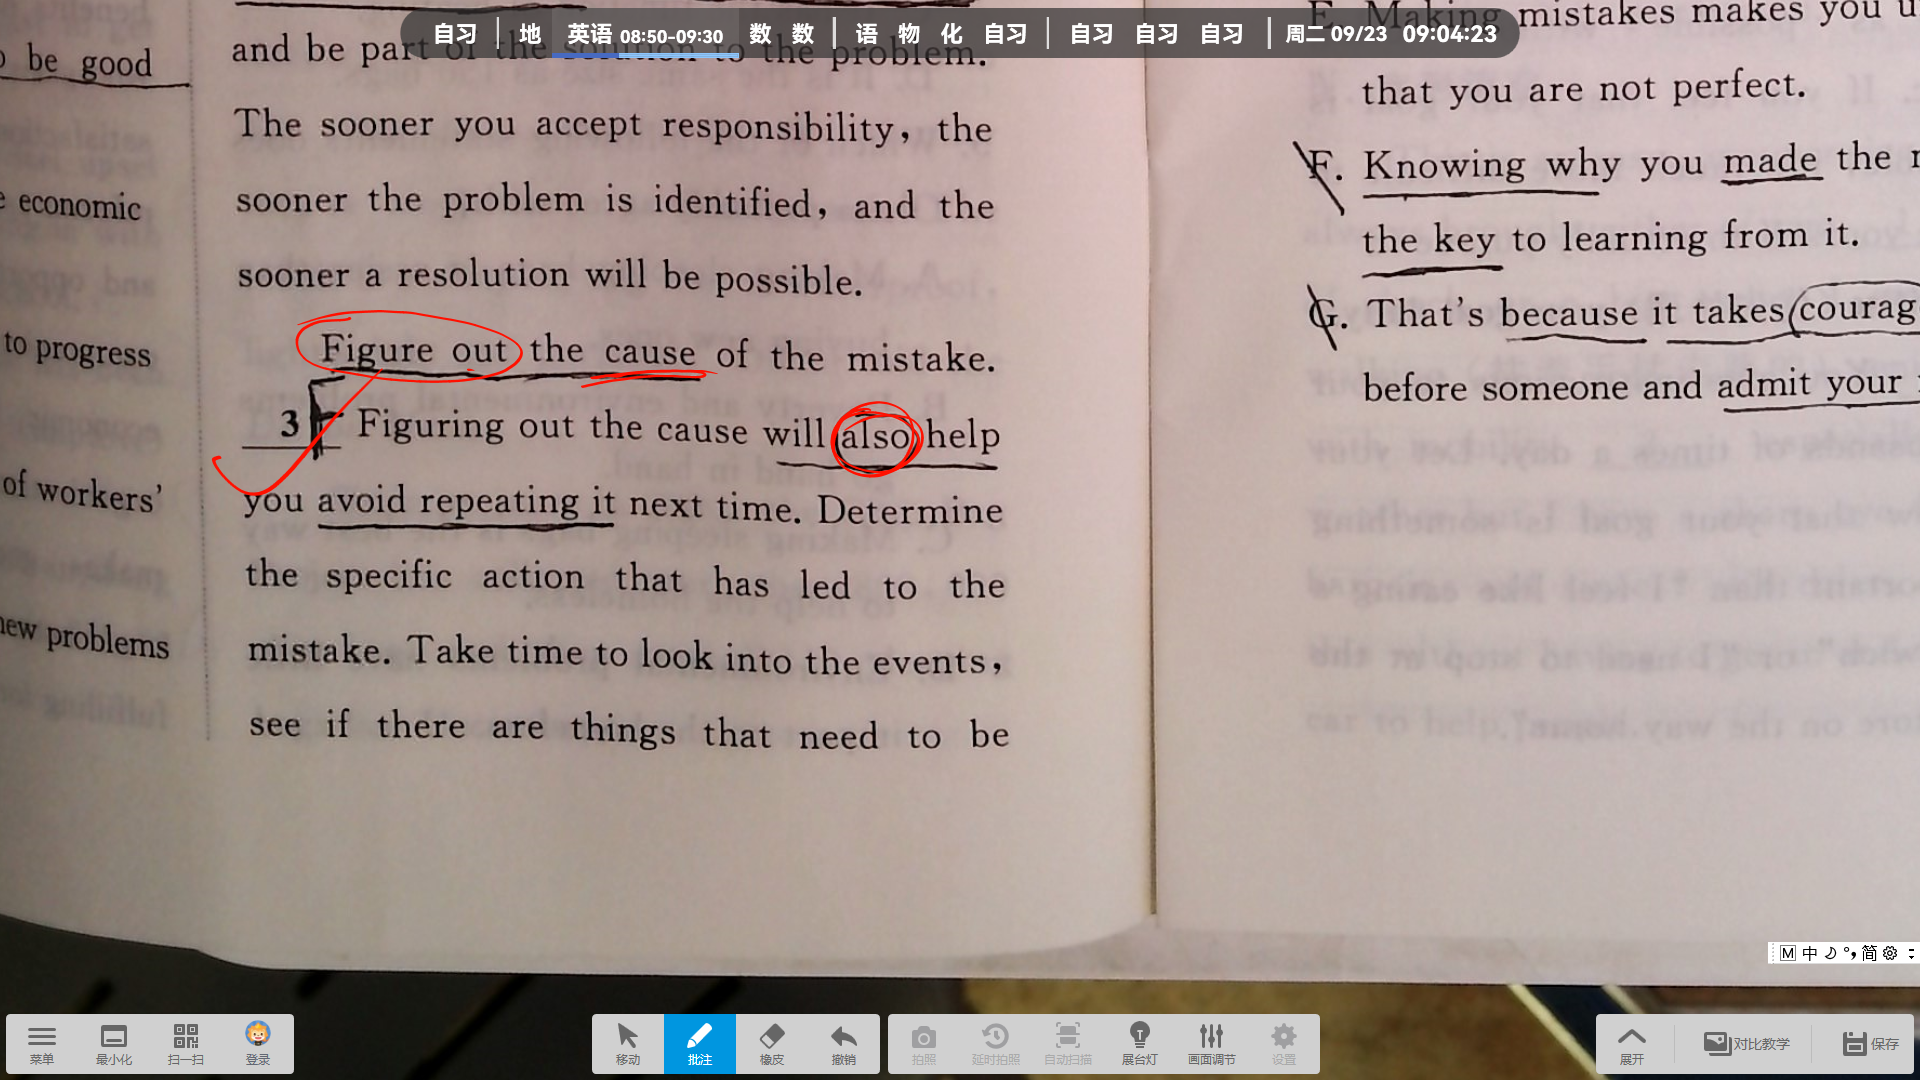 自习 | 地 英语 08:50-09:30 数 数 | 语 物 化 自习 | 自习 自习 自习 | 周二 09/23 09:04:23
be good
economic
to progress
of workers'
new problems
and be part of the solution to the problem.
The sooner you accept responsibility, the
sooner the problem is identified, and the
sooner a resolution will be possible.
Figure out the cause of the mistake.
3 F Figuring out the cause will also help
you avoid repeating it next time. Determine
the specific action that has led to the
mistake. Take time to look into the events,
see if there are things that need to be
E. Making mistakes makes you
that you are not perfect.
F. Knowing why you made the
the key to learning from it.
G. That's because it takes courag
before someone and admit your
M 中 简
菜单 最小化 扫一扫 登录
移动 批注 橡皮 撤销
拍照 延时拍照 自动扫描 展台灯 画面调节 设置
展开 对比教学 保存